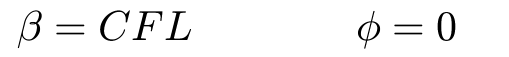 β = CFL ϕ = 0